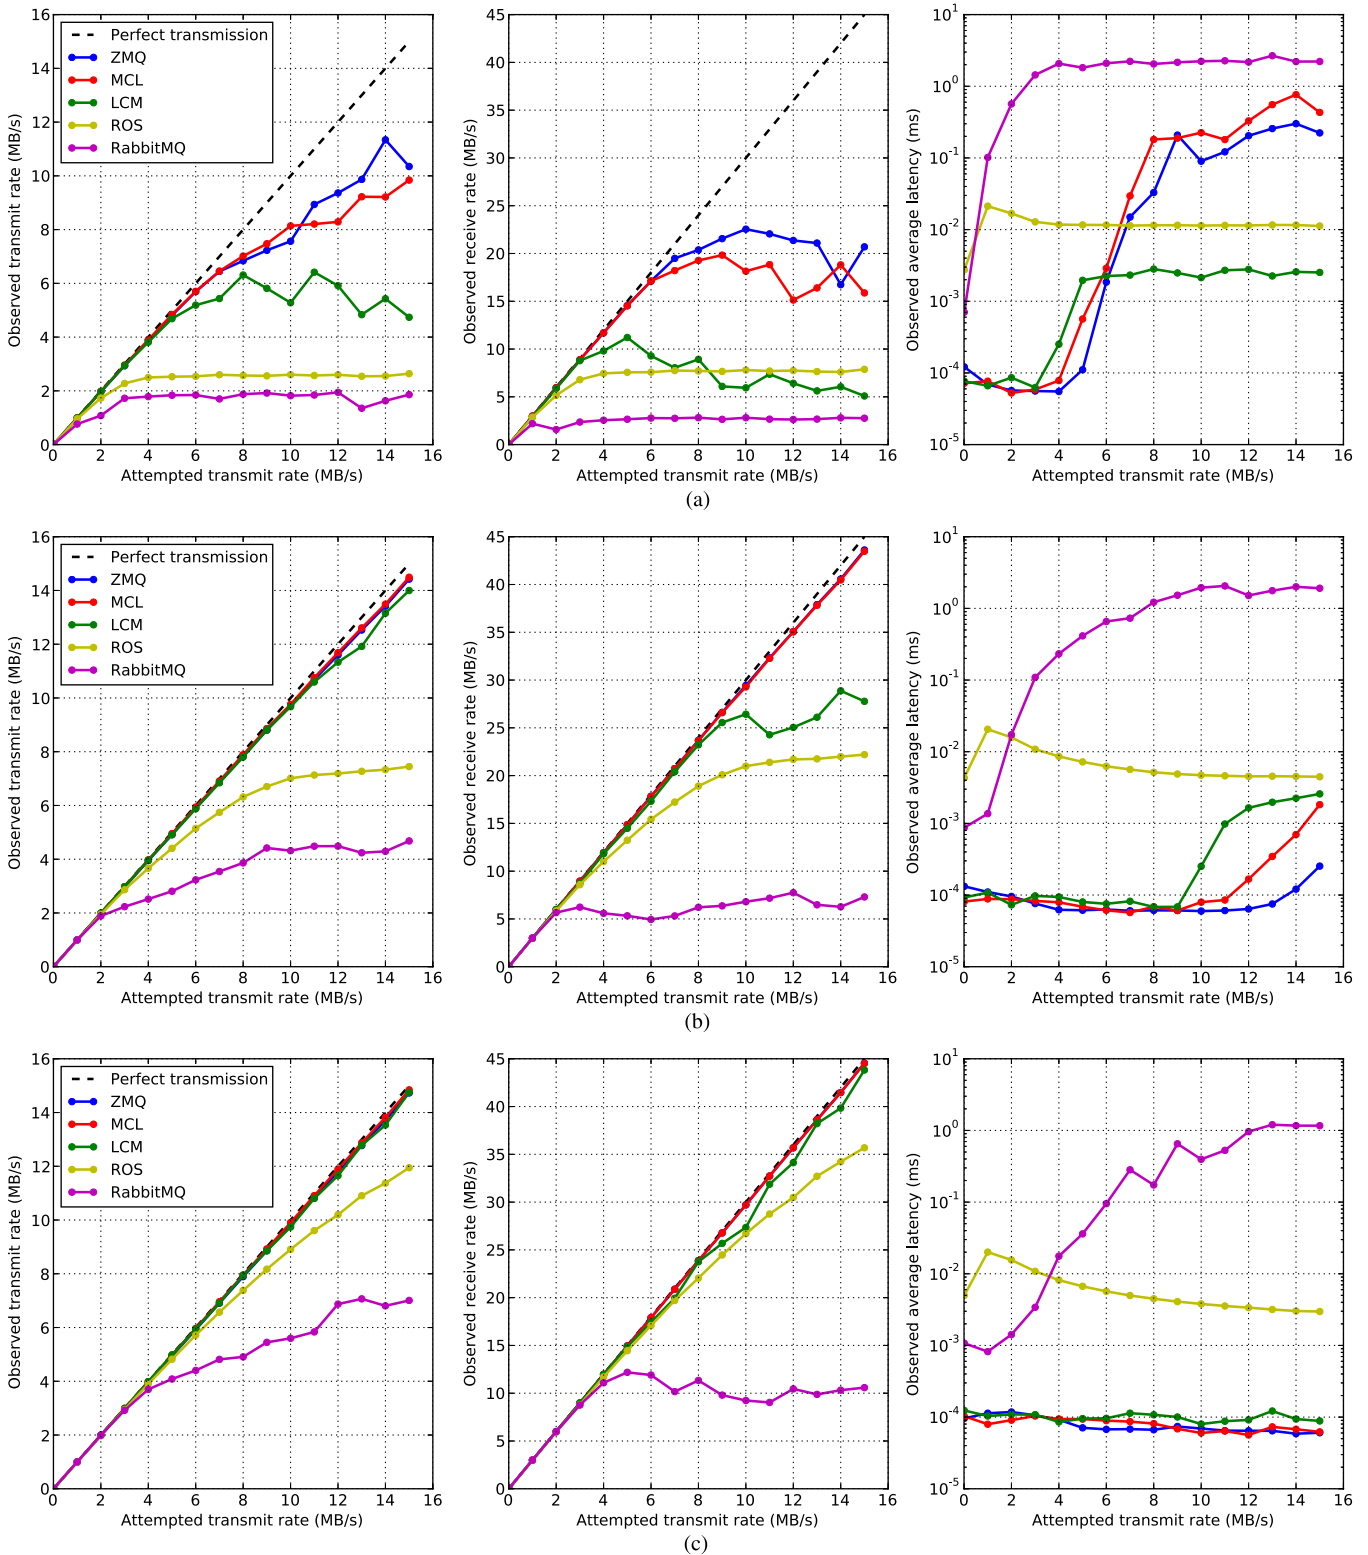 16
14
12
10
8
6
4
2
0
Observed transmit rate (MB/s)
Perfect transmission
ZMQ
MCL
LCM
ROS
RabbitMQ
0 2 4 6 8 10 12 14 16
Attempted transmit rate (MB/s)
45
40
35
30
25
20
15
10
5
0
Observed receive rate (MB/s)
0 2 4 6 8 10 12 14 16
Attempted transmit rate (MB/s)
10^1
10^0
10^-1
10^-2
10^-3
10^-4
10^-5
Observed average latency (ms)
0 2 4 6 8 10 12 14 16
Attempted transmit rate (MB/s)
(a)
16
14
12
10
8
6
4
2
0
Observed transmit rate (MB/s)
Perfect transmission
ZMQ
MCL
LCM
ROS
RabbitMQ
0 2 4 6 8 10 12 14 16
Attempted transmit rate (MB/s)
45
40
35
30
25
20
15
10
5
0
Observed receive rate (MB/s)
0 2 4 6 8 10 12 14 16
Attempted transmit rate (MB/s)
10^1
10^0
10^-1
10^-2
10^-3
10^-4
10^-5
Observed average latency (ms)
0 2 4 6 8 10 12 14 16
Attempted transmit rate (MB/s)
(b)
16
14
12
10
8
6
4
2
0
Observed transmit rate (MB/s)
Perfect transmission
ZMQ
MCL
LCM
ROS
RabbitMQ
0 2 4 6 8 10 12 14 16
Attempted transmit rate (MB/s)
45
40
35
30
25
20
15
10
5
0
Observed receive rate (MB/s)
0 2 4 6 8 10 12 14 16
Attempted transmit rate (MB/s)
10^1
10^0
10^-1
10^-2
10^-3
10^-4
10^-5
Observed average latency (ms)
0 2 4 6 8 10 12 14 16
Attempted transmit rate (MB/s)
(c)